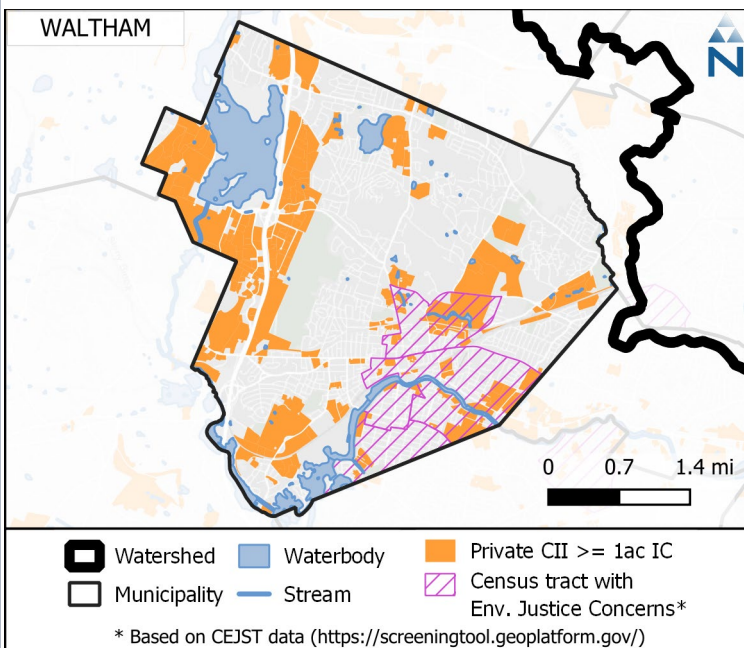 WALTHAM
N
0 0.7 1.4 mi
Watershed
Waterbody
Private CII >= 1ac IC
Municipality
Stream
Census tract with
Env. Justice Concerns*
* Based on CEJST data (https://screeningtool.geoplatform.gov/)